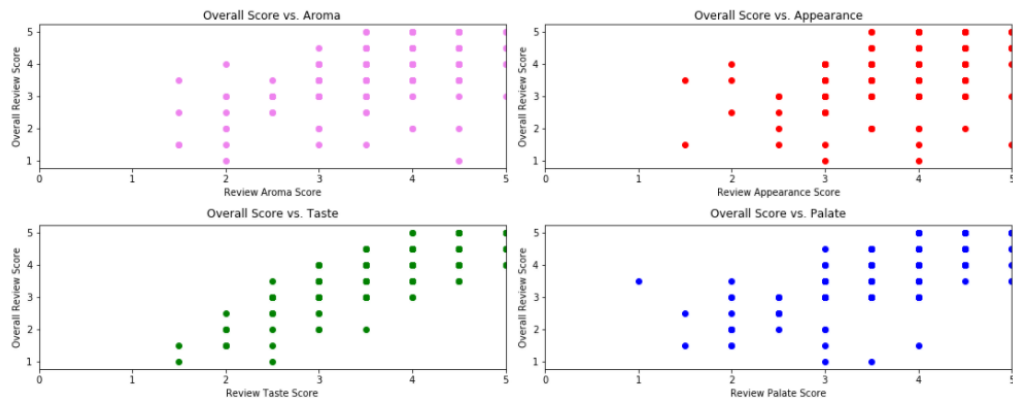 Overall Score vs. Aroma
Overall Review Score
5
4
3
2
1
0 1 2 3 4 5
Review Aroma Score
Overall Score vs. Appearance
Overall Review Score
5
4
3
2
1
0 1 2 3 4 5
Review Appearance Score
Overall Score vs. Taste
Overall Review Score
5
4
3
2
1
0 1 2 3 4 5
Review Taste Score
Overall Score vs. Palate
Overall Review Score
5
4
3
2
1
0 1 2 3 4 5
Review Palate Score